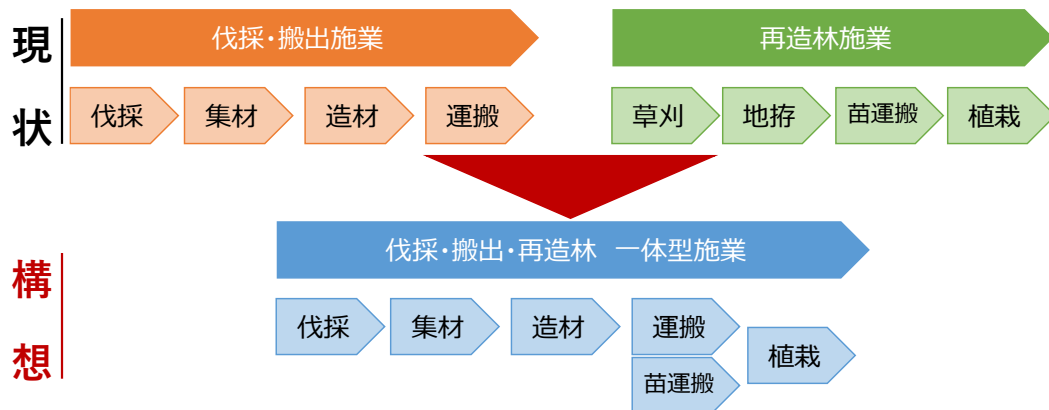 現状
伐採・搬出施業
再造林施業
伐採
集材
造材
運搬
草刈
地拵
苗運搬
植栽
構想
伐採・搬出・再造林　一体型施業
伐採
集材
造材
運搬
苗運搬
植栽